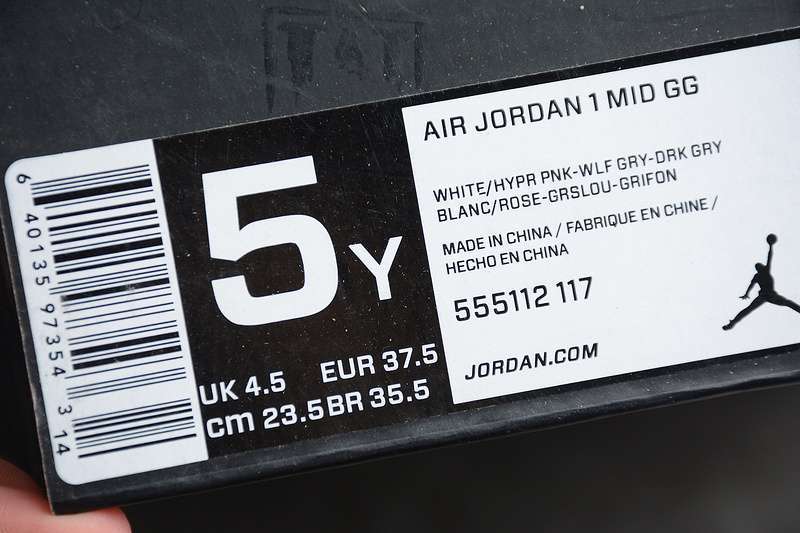 AIR JORDAN 1 MID GG
WHITE/HYPR PNK-WLF GRY-DRK GRY
BLANC/ROSE-GRSLOU-GRIFON
MADE IN CHINA / FABRIQUE EN CHINE /
HECHO EN CHINA
555112 117
JORDAN.COM
5Y
UK 4.5 EUR 37.5
cm 23.5 BR 35.5
6 40135 97354 3 14